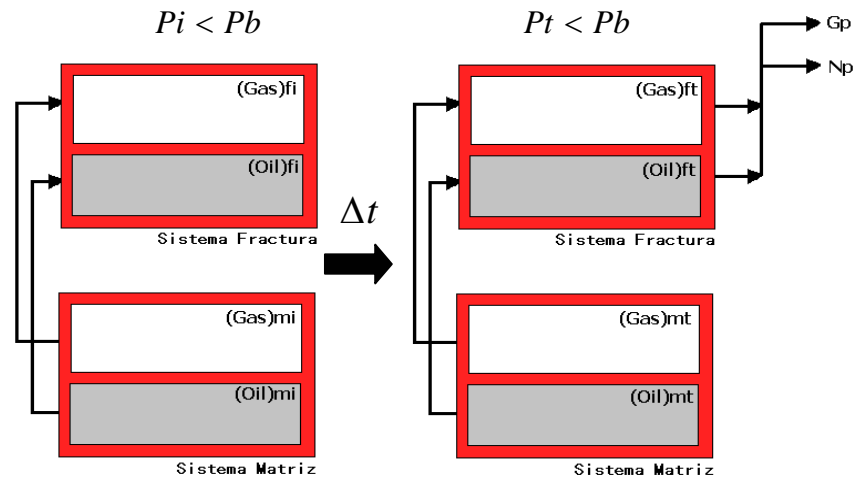 Pi < Pb
Pt < Pb
Gp
Np
(Gas)fi
(Oil)fi
Sistema Fractura
(Gas)ft
(Oil)ft
Sistema Fractura
Δt
(Gas)mi
(Oil)mi
Sistema Matriz
(Gas)mt
(Oil)mt
Sistema Matriz